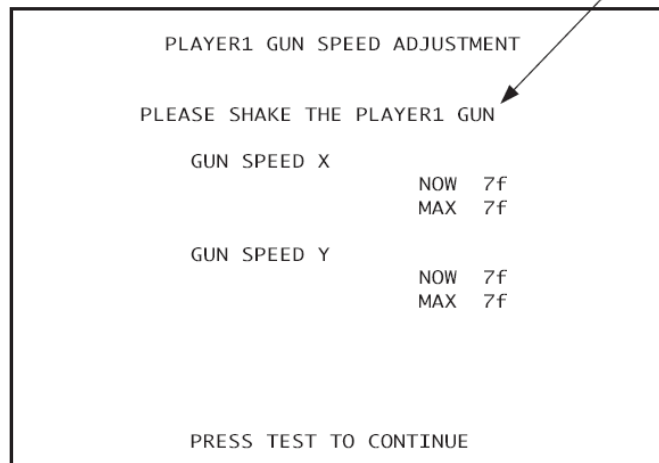 PLAYER1 GUN SPEED ADJUSTMENT
PLEASE SHAKE THE PLAYER1 GUN
GUN SPEED X
NOW 7f
MAX 7f
GUN SPEED Y
NOW 7f
MAX 7f
PRESS TEST TO CONTINUE